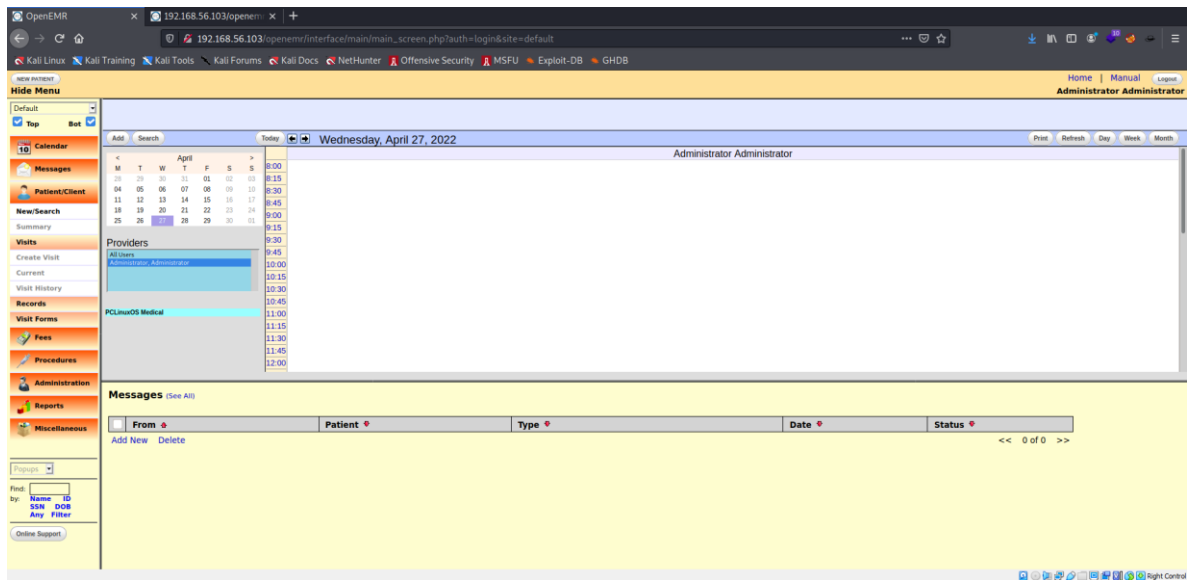 OpenEMR
192.168.56.103/openemr
192.168.56.103/openemr/interface/main/main_screen.php?auth=login&site=default
10
Kali Linux Kali Training Kali Tools Kali Forums Kali Docs NetHunter Offensive Security MSFU Exploit-DB GHDB
NEW PATIENT
Home | Manual Logout
Hide Menu
Administrator Administrator
Default
Top Bot
Add Search
Today Wednesday, April 27, 2022
Print Refresh Day Week Month
Administrator Administrator
10 Calendar
Messages
Patient/Client
New/Search
Summary
Visits
Create Visit
Current
Visit History
Records
Visit Forms
Fees
Procedures
Administration
Reports
Miscellaneous
Popups
Find:
by: Name ID
SSN DOB
Any Filter
Online Support
< April >
M T W T F S S
28 29 30 31 01 02 03
04 05 06 07 08 09 10
11 12 13 14 15 16 17
18 19 20 21 22 23 24
25 26 27 28 29 30 01
Providers
All Users
Administrator, Administrator
PCLinuxOS Medical
8:00
8:15
8:30
8:45
9:00
9:15
9:30
9:45
10:00
10:15
10:30
10:45
11:00
11:15
11:30
11:45
12:00
Messages (See All)
From Patient Type Date Status
Add New Delete
<< 0 of 0 >>
Right Control